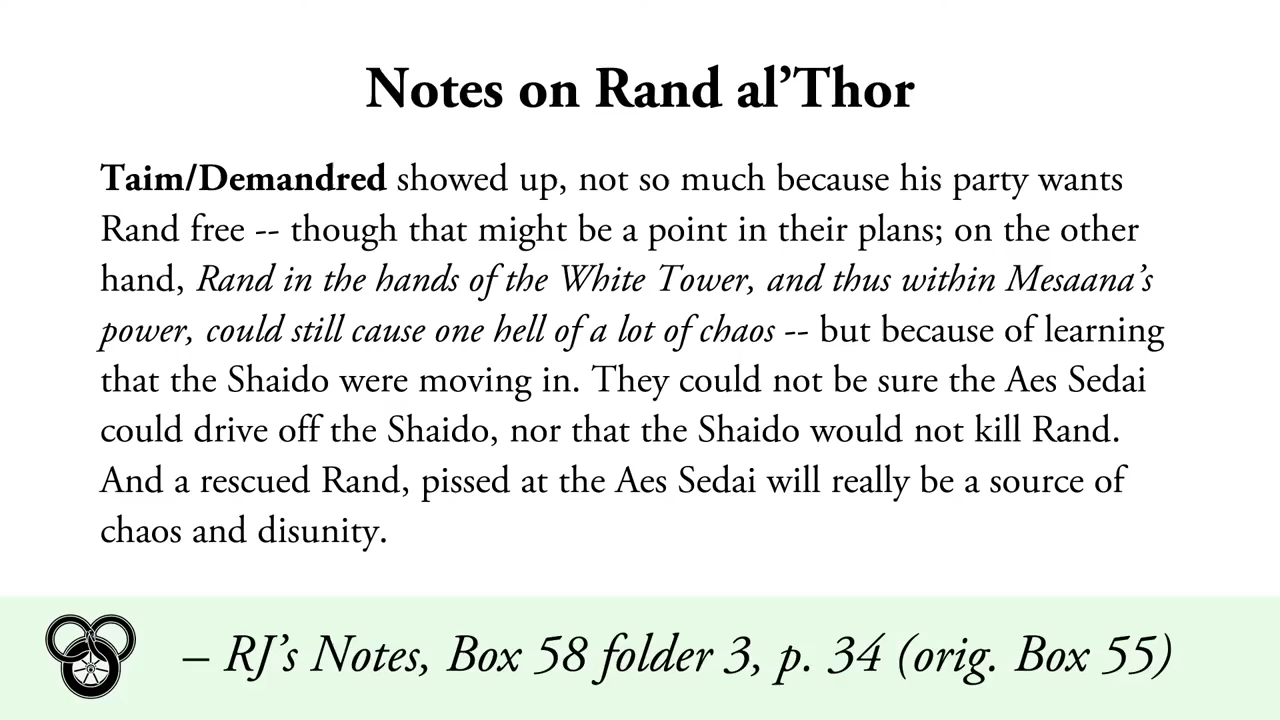 Notes on Rand al’Thor
Taim/Demandred showed up, not so much because his party wants
Rand free -- though that might be a point in their plans; on the other
hand, Rand in the hands of the White Tower, and thus within Mesaana’s
power, could still cause one hell of a lot of chaos -- but because of learning
that the Shaido were moving in. They could not be sure the Aes Sedai
could drive off the Shaido, nor that the Shaido would not kill Rand.
And a rescued Rand, pissed at the Aes Sedai will really be a source of
chaos and disunity.
– RJ’s Notes, Box 58 folder 3, p. 34 (orig. Box 55)